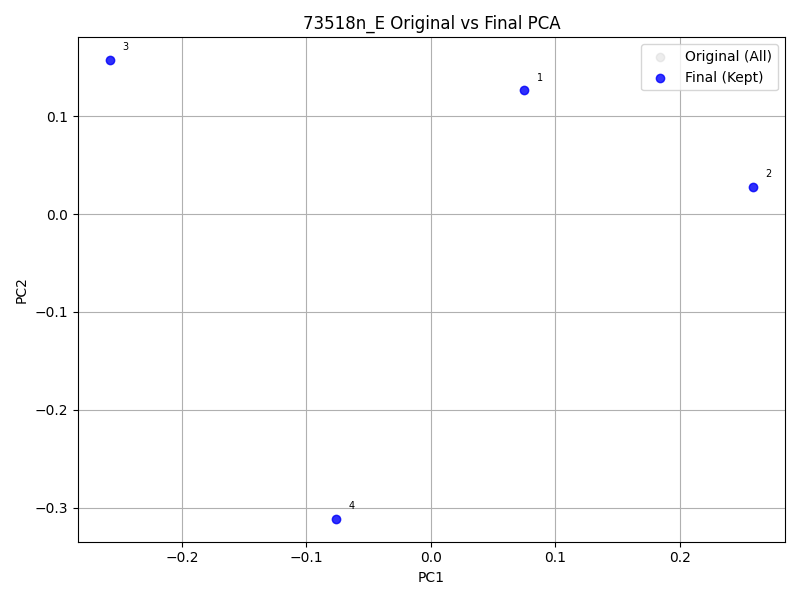 73518n_E Original vs Final PCA
Original (All)
Final (Kept)
3
1
2
4
0.1
0.0
−0.1
−0.2
−0.3
PC2
−0.2
−0.1
0.0
0.1
0.2
PC1